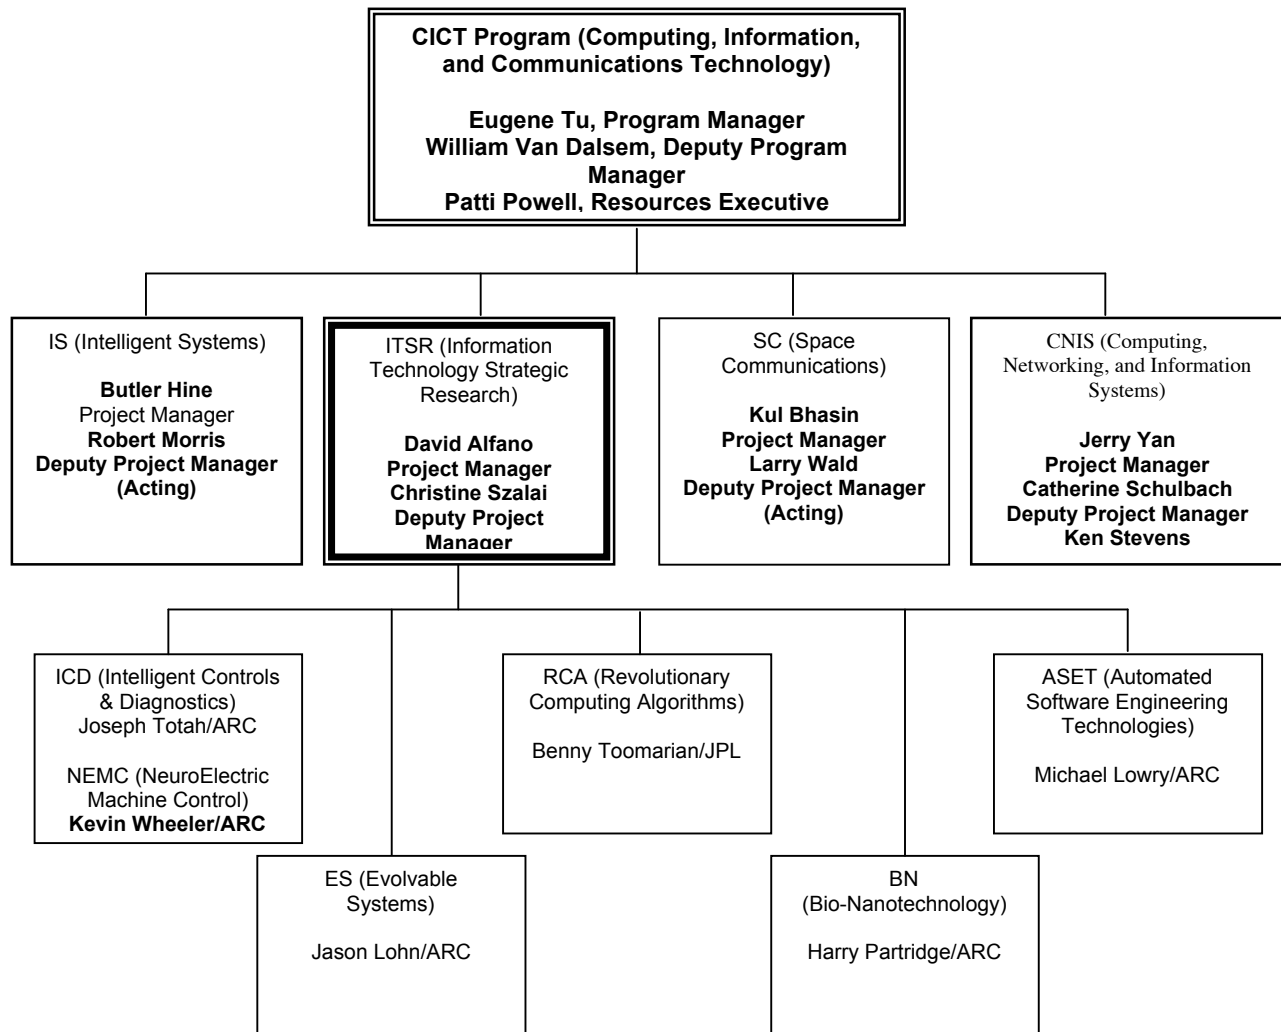 CICT Program (Computing, Information,
and Communications Technology)
Eugene Tu, Program Manager
William Van Dalsem, Deputy Program
Manager
Patti Powell, Resources Executive
IS (Intelligent Systems)
Butler Hine
Project Manager
Robert Morris
Deputy Project Manager
(Acting)
ITSR (Information
Technology Strategic
Research)
David Alfano
Project Manager
Christine Szalai
Deputy Project
Manager
SC (Space
Communications)
Kul Bhasin
Project Manager
Larry Wald
Deputy Project Manager
(Acting)
CNIS (Computing,
Networking, and Information
Systems)
Jerry Yan
Project Manager
Catherine Schulbach
Deputy Project Manager
Ken Stevens
ICD (Intelligent Controls
& Diagnostics)
Joseph Totah/ARC
NEMC (NeuroElectric
Machine Control)
Kevin Wheeler/ARC
RCA (Revolutionary
Computing Algorithms)
Benny Toomarian/JPL
ASET (Automated
Software Engineering
Technologies)
Michael Lowry/ARC
ES (Evolvable
Systems)
Jason Lohn/ARC
BN
(Bio-Nanotechnology)
Harry Partridge/ARC